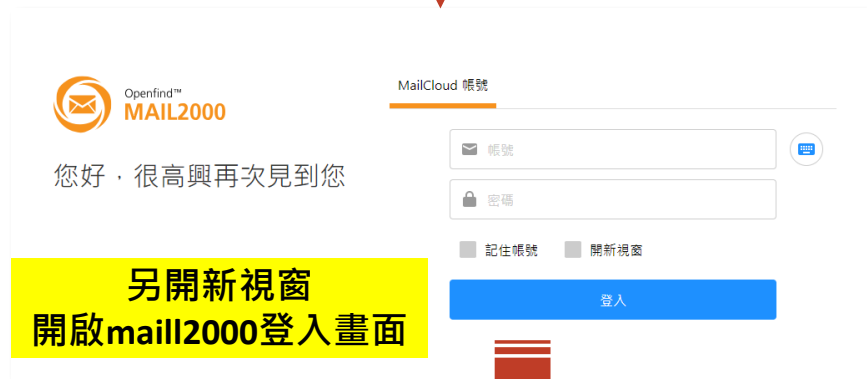 Openfind™
MAIL2000
您好，很高興再次見到您
MailCloud 帳號
帳號
密碼
記住帳號 開新視窗
登入
另開新視窗
開啟maill2000登入畫面